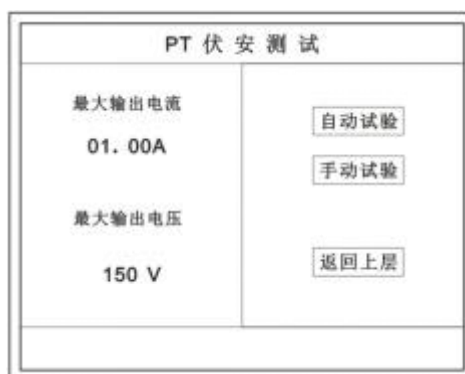 PT 伏 安 测 试
最大输出电流
01. 00A
最大输出电压
150 V
自动试验
手动试验
返回上层